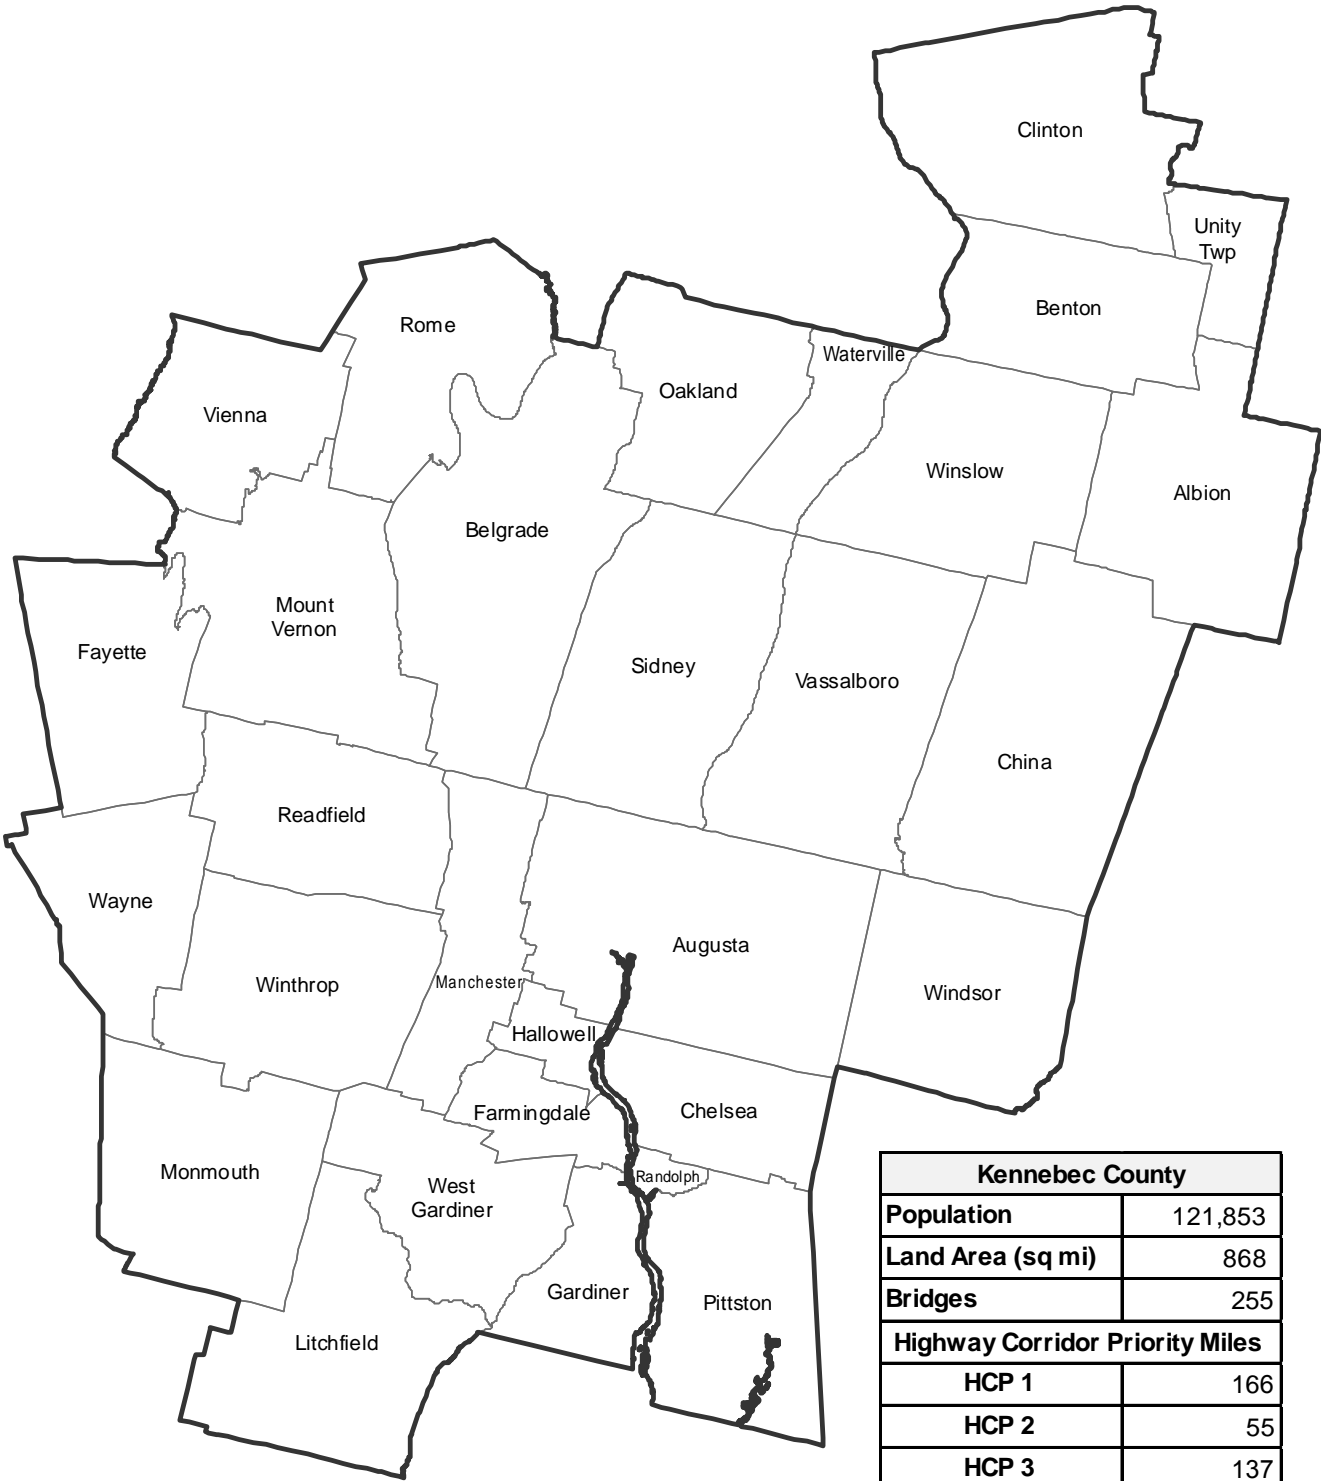 Clinton
Unity
Twp
Benton
Rome
Waterville
Oakland
Vienna
Winslow
Albion
Belgrade
Mount
Vernon
Fayette
Sidney
Vassalboro
China
Readfield
Wayne
Augusta
Winthrop
Manchester
Windsor
Hallowell
Farmingdale
Chelsea
Monmouth
Randolph
West
Gardiner
Gardiner
Pittston
Litchfield
Kennebec County
Population 121,853
Land Area (sq mi) 868
Bridges 255
Highway Corridor Priority Miles
HCP 1 166
HCP 2 55
HCP 3 137